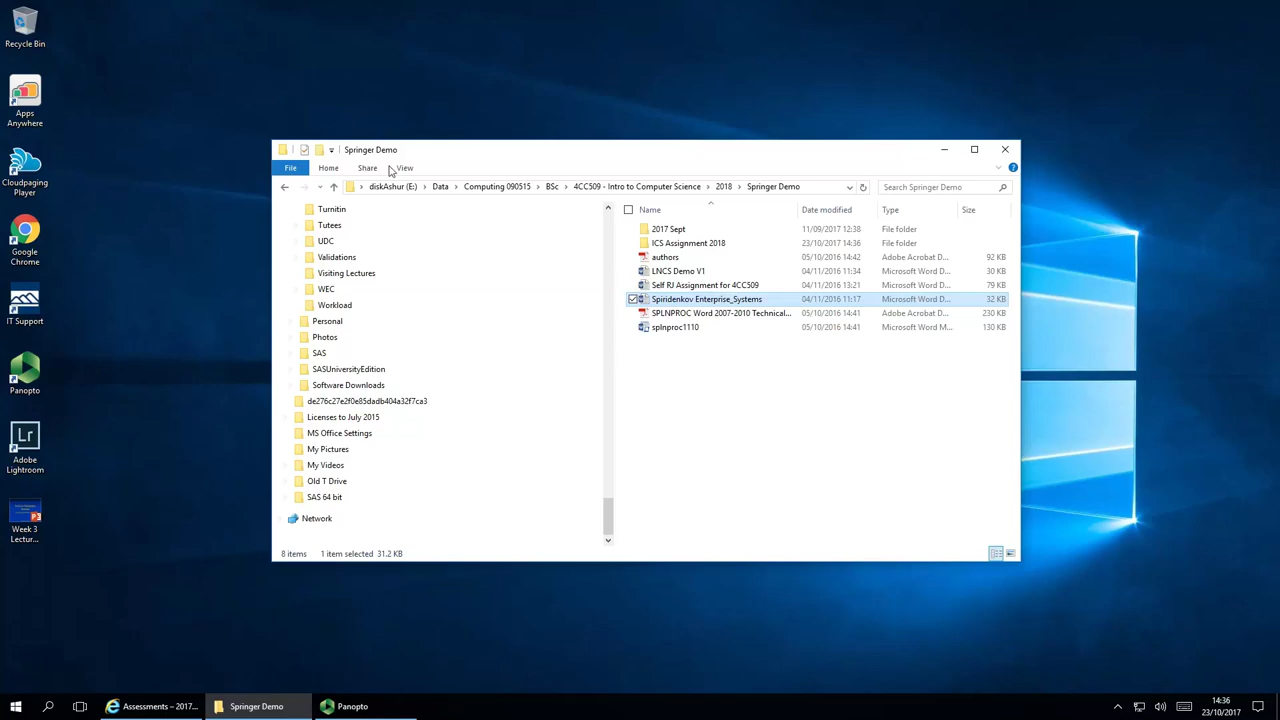 Recycle Bin
Apps Anywhere
Cloudpaging Player
Google Chrome
IT Support
Panopto
Lr
Adobe Lightroom
Week 3 Lectur...
Springer Demo
File Home Share View
diskAshur (E:) Data Computing 090515 BSc 4CC509 - Intro to Computer Science 2018 Springer Demo Search Springer Demo
Turnitin
Tutees
UDC
Validations
Visiting Lectures
WEC
Workload
Personal
Photos
SAS
SASUniversityEdition
Software Downloads
de276c27e2f0e85dadb404a32f7ca3
Licenses to July 2015
MS Office Settings
My Pictures
My Videos
Old T Drive
SAS 64 bit
Network
Name Date modified Type Size
2017 Sept 11/09/2017 12:38 File folder
ICS Assignment 2018 23/10/2017 14:36 File folder
authors 05/10/2016 14:42 Adobe Acrobat D... 92 KB
LNCS Demo V1 04/11/2016 11:34 Microsoft Word D... 30 KB
Self RJ Assignment for 4CC509 04/11/2016 13:21 Microsoft Word D... 79 KB
Spiridenkov Enterprise_Systems 04/11/2016 11:17 Microsoft Word D... 32 KB
SPLNPROC Word 2007-2010 Technical... 05/10/2016 14:41 Adobe Acrobat D... 230 KB
splnproc1110 05/10/2016 14:41 Microsoft Word M... 130 KB
8 items 1 item selected 31.2 KB
Assessments – 2017... Springer Demo Panopto
14:36
23/10/2017